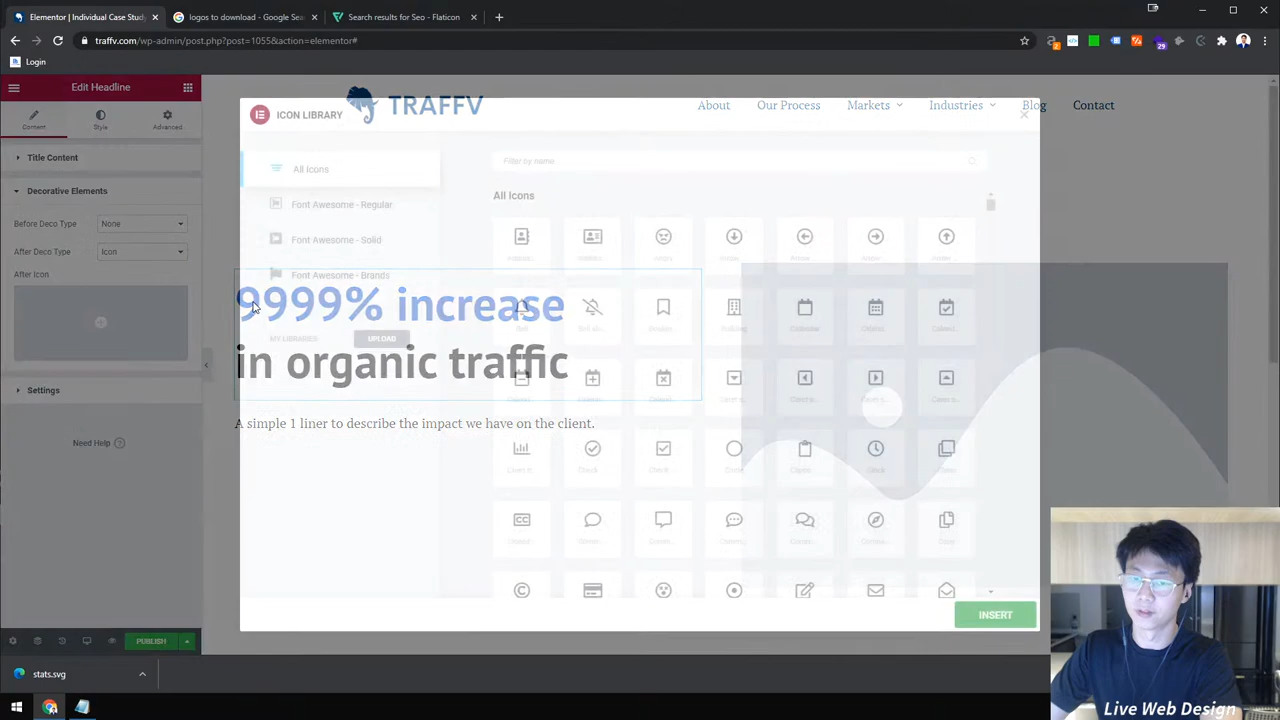 Elementor | Individual Case Study
logos to download - Google Sea
Search results for Seo - Flaticon
traffv.com/wp-admin/post.php?post=1055&action=elementor#
Login
Edit Headline
Content
Style
Advanced
Title Content
Decorative Elements
Before Deco Type
None
After Deco Type
Icon
After Icon
Settings
Need Help
PUBLISH
TRAFFV
About
Our Process
Markets
Industries
Blog
Contact
ICON LIBRARY
All Icons
Font Awesome - Regular
Font Awesome - Solid
Font Awesome - Brands
MY LIBRARIES
UPLOAD
Filter by name
All Icons
9999% increase
in organic traffic
A simple 1 liner to describe the impact we have on the client.
INSERT
stats.svg
Live Web Design